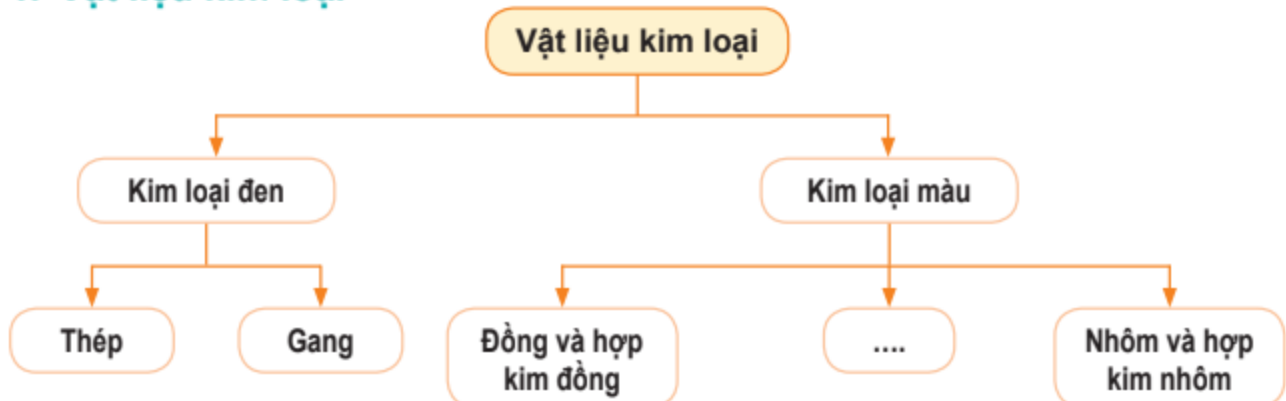 Vật liệu kim loại
Kim loại đen
Kim loại màu
Thép
Gang
Đồng và hợp
kim đồng
....
Nhôm và hợp
kim nhôm